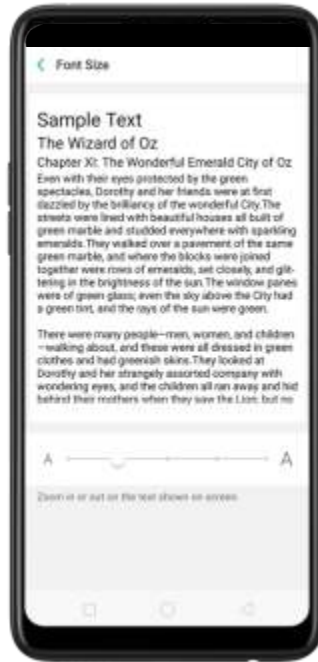 Font Size
Sample Text
The Wizard of Oz
Chapter XI: The Wonderful Emerald City of Oz
Even with their eyes protected by the green
spectacles, Dorothy and her friends were at first
dazzled by the brilliancy of the wonderful City.The
streets were lined with beautiful houses all built of
green marble and studded everywhere with sparkling
emeralds.They walked over a pavement of the same
green marble, and where the blocks were joined
together were rows of emeralds, set closely, and glit-
tering in the brightness of the sun.The window panes
were of green glass; even the sky above the City had
a green tint, and the rays of the sun were green.
There were many people—men, women, and children
—walking about, and these were all dressed in green
clothes and had greenish skins.They looked at
Dorothy and her strangely assorted company with
wondering eyes, and the children all ran away and hid
behind their mothers when they saw the Lion; but no
A A
Zoom in or out on the text shown on screen.